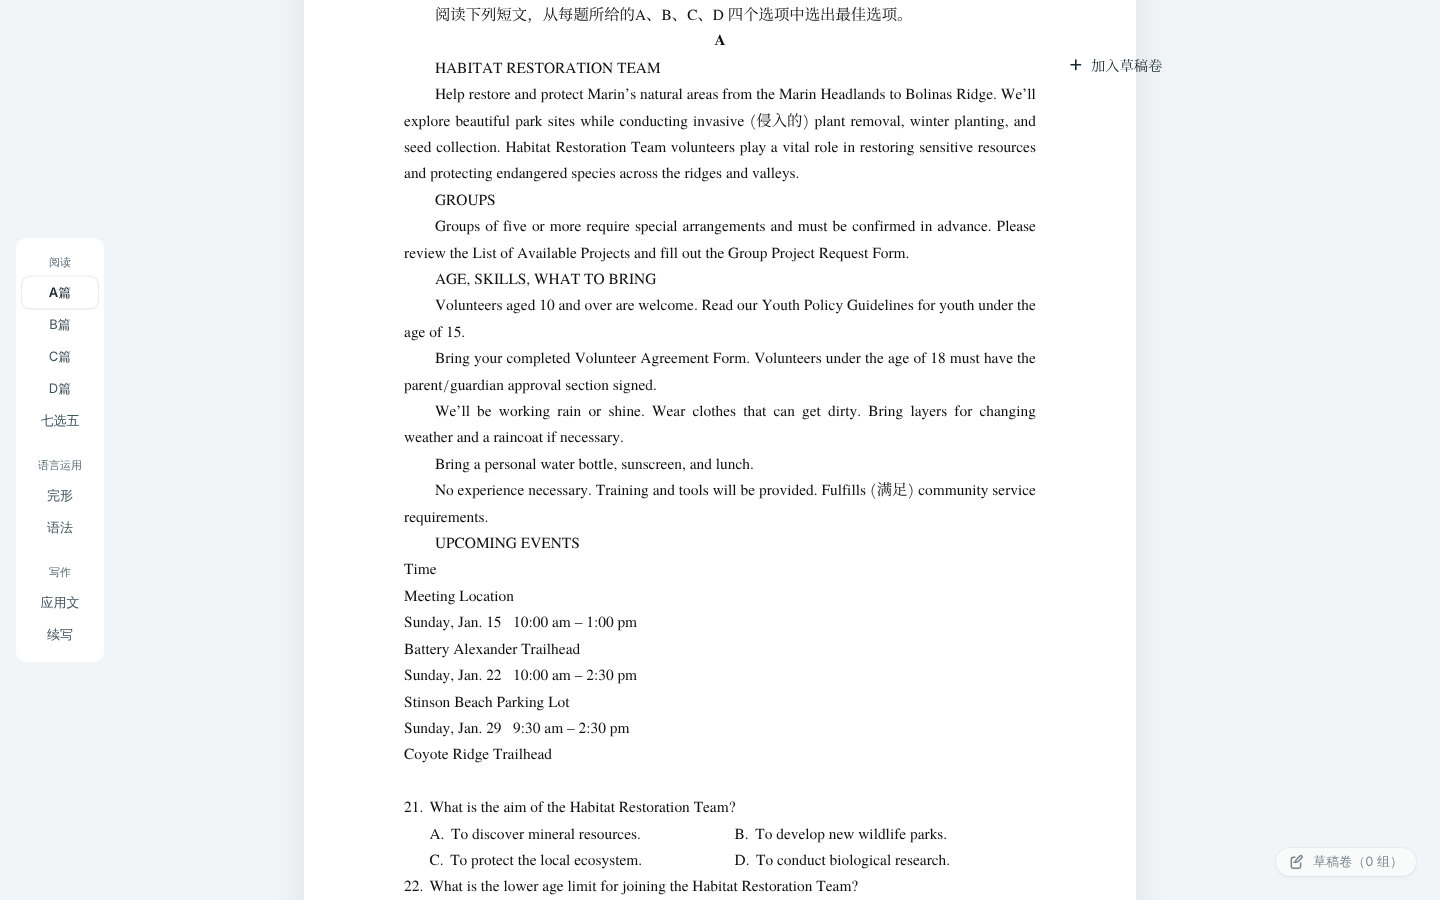 阅读下列短文，从每题所给的A、B、C、D 四个选项中选出最佳选项。
A
加入草稿卷
HABITAT RESTORATION TEAM
Help restore and protect Marin’s natural areas from the Marin Headlands to Bolinas Ridge. We’ll
explore beautiful park sites while conducting invasive (侵入的) plant removal, winter planting, and
seed collection. Habitat Restoration Team volunteers play a vital role in restoring sensitive resources
and protecting endangered species across the ridges and valleys.
GROUPS
Groups of five or more require special arrangements and must be confirmed in advance. Please
review the List of Available Projects and fill out the Group Project Request Form.
AGE, SKILLS, WHAT TO BRING
Volunteers aged 10 and over are welcome. Read our Youth Policy Guidelines for youth under the
age of 15.
Bring your completed Volunteer Agreement Form. Volunteers under the age of 18 must have the
parent/guardian approval section signed.
We’ll be working rain or shine. Wear clothes that can get dirty. Bring layers for changing
weather and a raincoat if necessary.
Bring a personal water bottle, sunscreen, and lunch.
No experience necessary. Training and tools will be provided. Fulfills (满足) community service
requirements.
UPCOMING EVENTS
Time
Meeting Location
Sunday, Jan. 15 10:00 am – 1:00 pm
Battery Alexander Trailhead
Sunday, Jan. 22 10:00 am – 2:30 pm
Stinson Beach Parking Lot
Sunday, Jan. 29 9:30 am – 2:30 pm
Coyote Ridge Trailhead
21. What is the aim of the Habitat Restoration Team?
A. To discover mineral resources. B. To develop new wildlife parks.
C. To protect the local ecosystem. D. To conduct biological research.
22. What is the lower age limit for joining the Habitat Restoration Team?
阅读
A篇
B篇
C篇
D篇
七选五
语言运用
完形
语法
写作
应用文
续写
草稿卷（0 组）